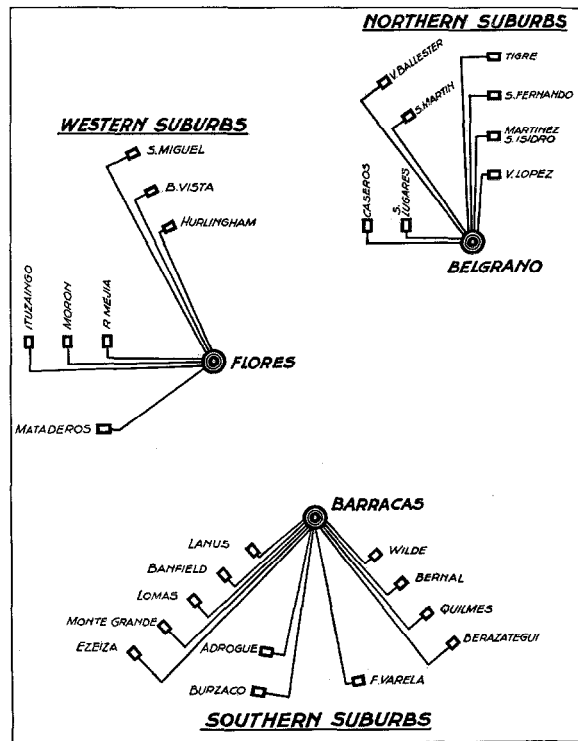 NORTHERN SUBURBS
V. BALLESTER
S. MARTIN
TIGRE
S. FERNANDO
MARTINEZ
S. ISIDRO
V. LOPEZ
CASEROS
S.
LUGARES
BELGRANO
WESTERN SUBURBS
S. MIGUEL
B. VISTA
HURLINGHAM
ITUZAINGO
MORON
R MEJIA
FLORES
MATADEROS
BARRACAS
LANUS
BANFIELD
LOMAS
MONTE GRANDE
EZEIZA
ADROGUE
BURZACO
WILDE
BERNAL
QUILMES
BERAZATEGUI
F. VARELA
SOUTHERN SUBURBS